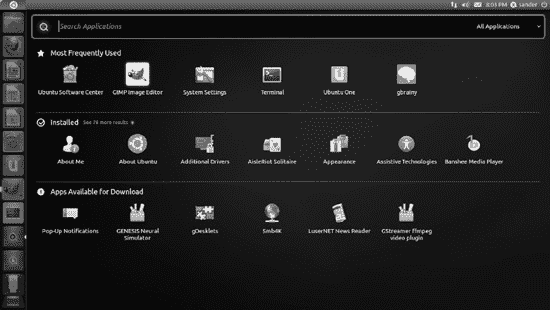 8:03 PM sander
Search Applications All Applications
Most Frequently Used
Ubuntu Software Center GIMP Image Editor System Settings Terminal Ubuntu One gbrainy
Installed See 78 more results
About Me About Ubuntu Additional Drivers AisleRiot Solitaire Appearance Assistive Technologies Banshee Media Player
Apps Available for Download
Pop-Up Notifications GENESIS Neural Simulator gDesklets Smb4K LuserNET News Reader GStreamer ffmpeg video plugin